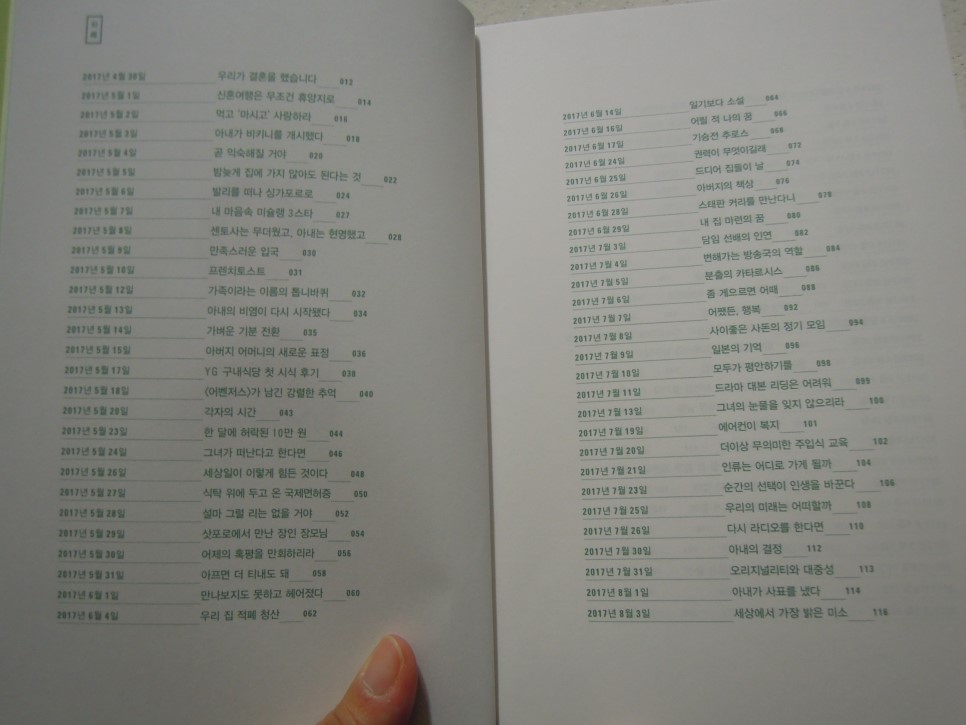 차례
2017년 4월 30일 우리가 결혼을 했습니다 012
2017년 5월 1일 신혼여행은 무조건 휴양지로 014
2017년 5월 2일 먹고 '마시고' 사랑하라 016
2017년 5월 3일 아내가 비키니를 개시했다 018
2017년 5월 4일 곧 익숙해질 거야 020
2017년 5월 5일 밤늦게 집에 가지 않아도 된다는 것 022
2017년 5월 6일 발리를 떠나 싱가포르로 024
2017년 5월 7일 내 마음속 미슐랭 3스타 027
2017년 5월 8일 센토사는 무더웠고, 아내는 현명했고 028
2017년 5월 9일 만족스러운 입국 030
2017년 5월 10일 프렌치토스트 031
2017년 5월 12일 가족이라는 이름의 톱니바퀴 032
2017년 5월 13일 아내의 비염이 다시 시작됐다 034
2017년 5월 14일 가벼운 기분 전환 035
2017년 5월 15일 아버지 어머니의 새로운 표정 036
2017년 5월 17일 YG 구내식당 첫 시식 후기 038
2017년 5월 18일 〈어벤저스〉가 남긴 강렬한 추억 040
2017년 5월 20일 각자의 시간 043
2017년 5월 23일 한 달에 허락된 10만 원 044
2017년 5월 24일 그녀가 떠난다고 한다면 046
2017년 5월 26일 세상일이 이렇게 힘든 것이다 048
2017년 5월 27일 식탁 위에 두고 온 국제면허증 050
2017년 5월 28일 설마 그럴 리는 없을 거야 052
2017년 5월 29일 삿포로에서 만난 장인 장모님 054
2017년 5월 30일 어제의 혹평을 만회하리라 056
2017년 5월 31일 아프면 더 티내도 돼 058
2017년 6월 1일 만나보지도 못하고 헤어졌다 060
2017년 6월 4일 우리 집 적폐 청산 062
2017년 6월 14일 일기보다 소설 064
2017년 6월 16일 어릴 적 나의 꿈 066
2017년 6월 17일 기승전 추로스 068
2017년 6월 24일 권력이 무엇이길래 072
2017년 6월 25일 드디어 집들이 날 074
2017년 6월 26일 아버지의 책상 076
2017년 6월 28일 스테판 커리를 만난다니 078
2017년 6월 29일 내 집 마련의 꿈 080
2017년 7월 3일 담임 선배의 인연 082
2017년 7월 4일 변해가는 방송국의 역할 084
2017년 7월 5일 분출의 카타르시스 086
2017년 7월 6일 좀 게으르면 어때 088
2017년 7월 7일 어쨌든, 행복 092
2017년 7월 8일 사이좋은 사돈의 정기 모임 094
2017년 7월 9일 일본의 기억 096
2017년 7월 10일 모두가 평안하기를 098
2017년 7월 11일 드라마 대본 리딩은 어려워 099
2017년 7월 13일 그녀의 눈물을 잊지 않으리라 100
2017년 7월 19일 에어컨이 복지 101
2017년 7월 20일 더이상 무의미한 주입식 교육 102
2017년 7월 21일 인류는 어디로 가게 될까 104
2017년 7월 23일 순간의 선택이 인생을 바꾼다 106
2017년 7월 25일 우리의 미래는 어떠할까 108
2017년 7월 26일 다시 라디오를 한다면 110
2017년 7월 30일 아내의 결정 112
2017년 7월 31일 오리지널리티와 대중성 113
2017년 8월 1일 아내가 사표를 냈다 114
2017년 8월 3일 세상에서 가장 밝은 미소 116